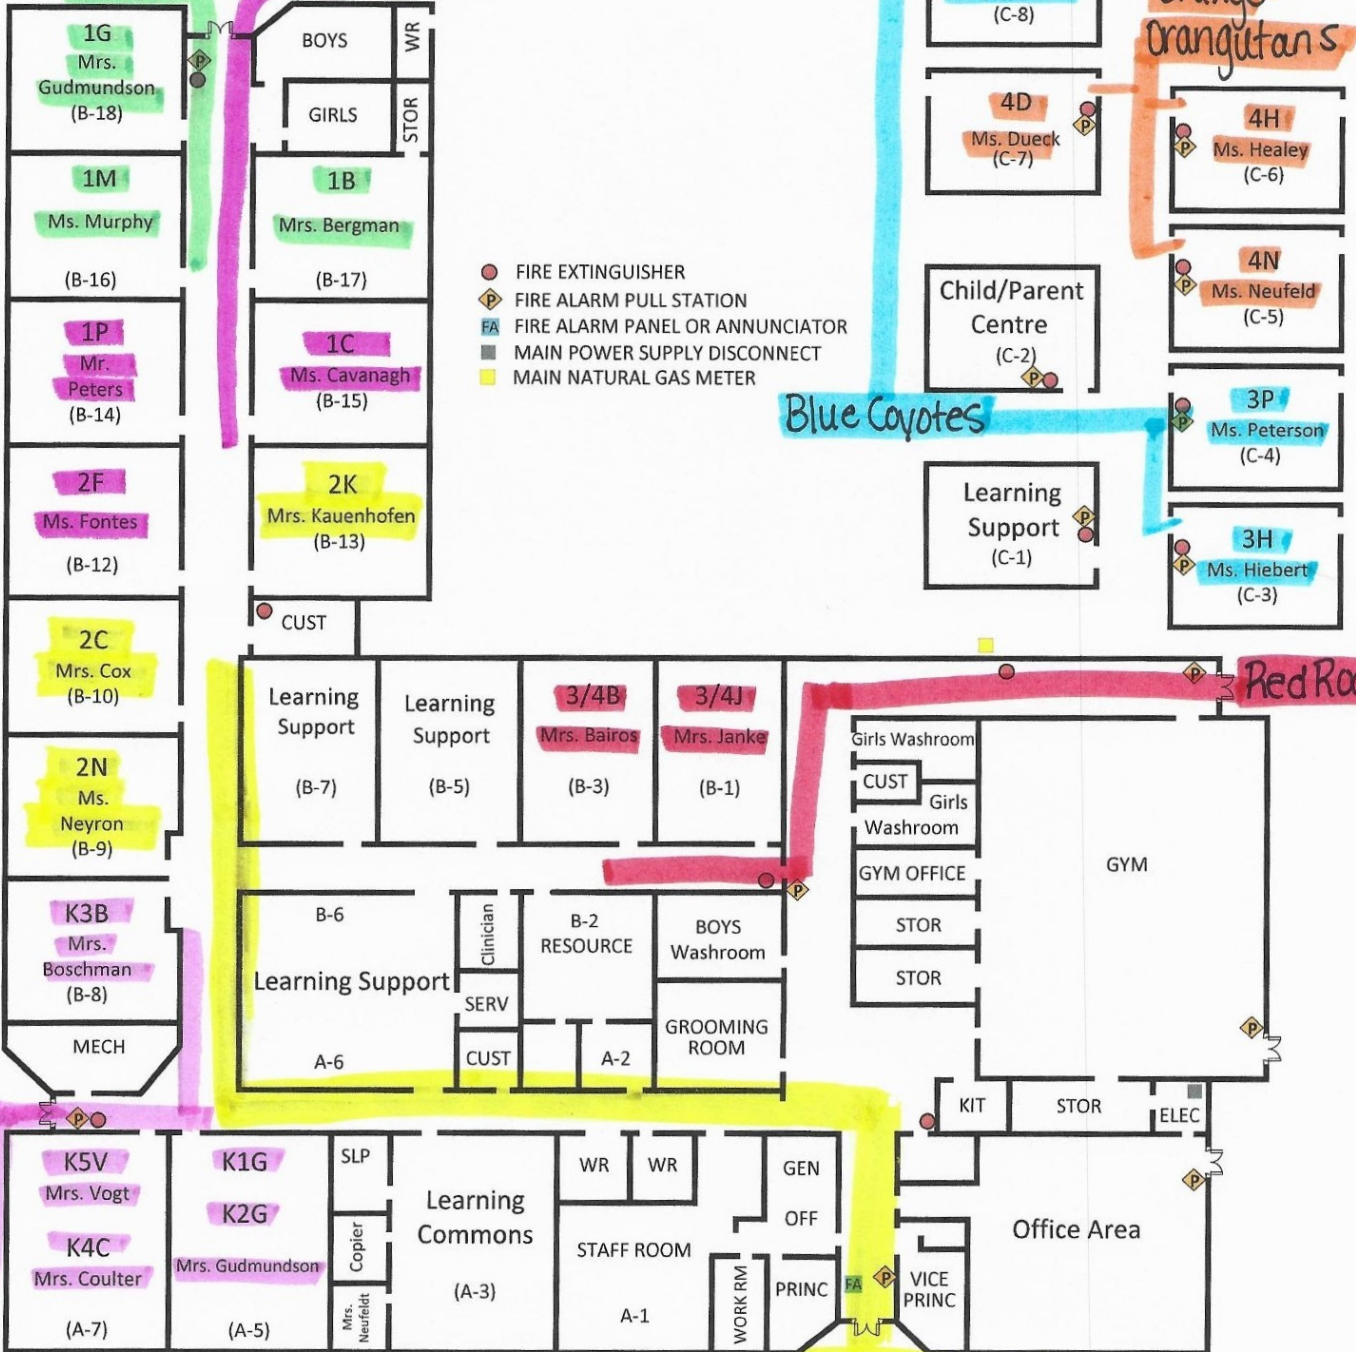 1G
Mrs.
Gudmundson
(B-18)
BOYS
WR
GIRLS
STOR
1M
Ms. Murphy
(B-16)
1B
Mrs. Bergman
(B-17)
1P
Mr.
Peters
(B-14)
1C
Ms. Cavanagh
(B-15)
2F
Ms. Fontes
(B-12)
2K
Mrs. Kauenhofen
(B-13)
CUST
2C
Mrs. Cox
(B-10)
2N
Ms.
Neyron
(B-9)
K3B
Mrs.
Boschman
(B-8)
MECH
P FIRE EXTINGUISHER
P FIRE ALARM PULL STATION
FA FIRE ALARM PANEL OR ANNUNCIATOR
MAIN POWER SUPPLY DISCONNECT
MAIN NATURAL GAS METER
(C-8)
Orangutans
4D
Ms. Dueck
(C-7)
P
4H
Ms. Healey
(C-6)
P
Child/Parent
Centre
(C-2)
P
4N
Ms. Neufeld
(C-5)
P
Blue Coyotes
3P
Ms. Peterson
(C-4)
P
Learning
Support
(C-1)
P
3H
Ms. Hiebert
(C-3)
P
Learning
Support
(B-7)
Learning
Support
(B-5)
3/4B
Mrs. Bairos
(B-3)
3/4J
Mrs. Janke
(B-1)
P
Red
Girls Washroom
CUST
Girls
Washroom
GYM OFFICE
STOR
STOR
GYM
P
B-6
Learning Support
A-6
Clinician
SERV
CUST
B-2
RESOURCE
A-2
BOYS
Washroom
GROOMING
ROOM
P
KIT
STOR
ELEC
P
K5V
Mrs. Vogt
K4C
Mrs. Coulter
(A-7)
K1G
K2G
Mrs. Gudmundson
(A-5)
SLP
Copier
Mrs.
Neufeldt
Learning
Commons
(A-3)
WR
WR
STAFF ROOM
A-1
WORK RM
GEN
OFF
PRINC
FA
P
VICE
PRINC
Office Area
P